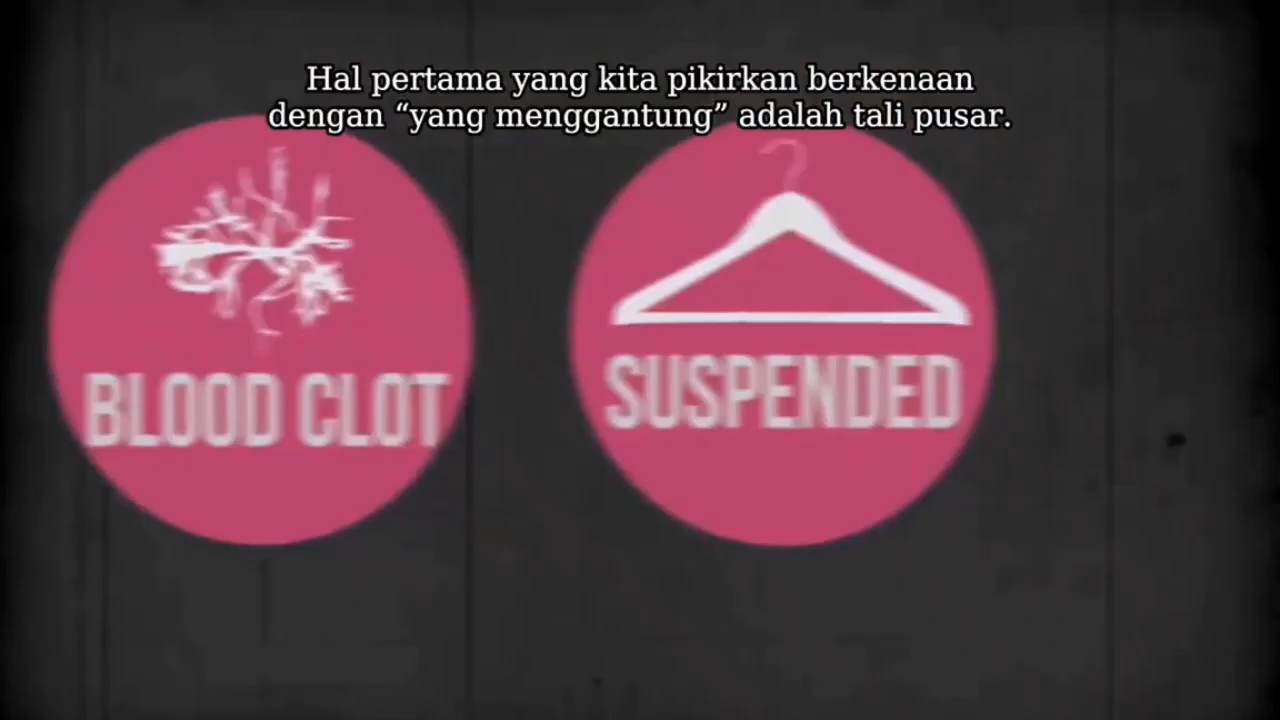 Hal pertama yang kita pikirkan berkenaan
dengan “yang menggantung” adalah tali pusar.
BLOOD CLOT
SUSPENDED